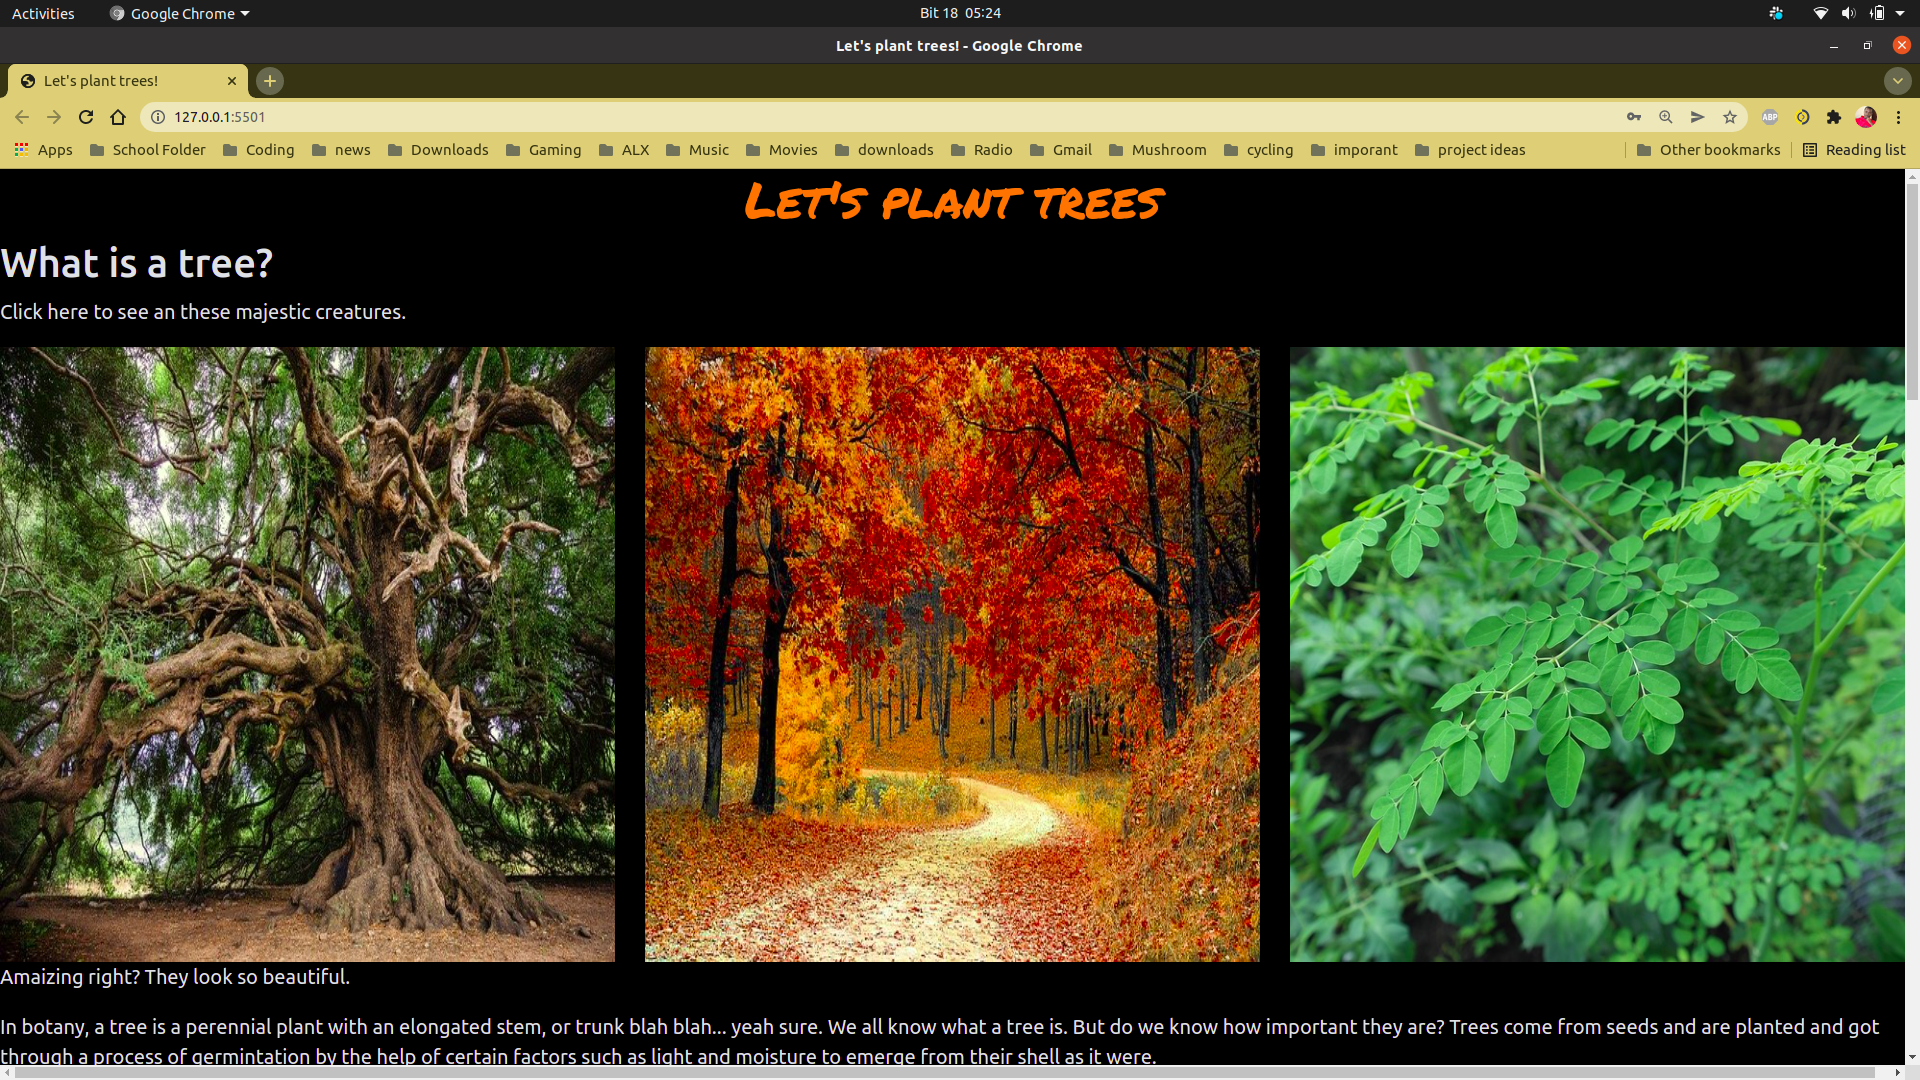 Activities
Google Chrome
Bit 18 05:24
Let's plant trees! - Google Chrome
Let's plant trees!
127.0.0.1:5501
ABP
Apps School Folder Coding news Downloads Gaming ALX Music Movies downloads Radio Gmail Mushroom cycling imporant project ideas Other bookmarks Reading list
Let's plant trees
What is a tree?
Click here to see an these majestic creatures.
Amaizing right? They look so beautiful.
In botany, a tree is a perennial plant with an elongated stem, or trunk blah blah... yeah sure. We all know what a tree is. But do we know how important they are? Trees come from seeds and are planted and got
through a process of germintation by the help of certain factors such as light and moisture to emerge from their shell as it were.